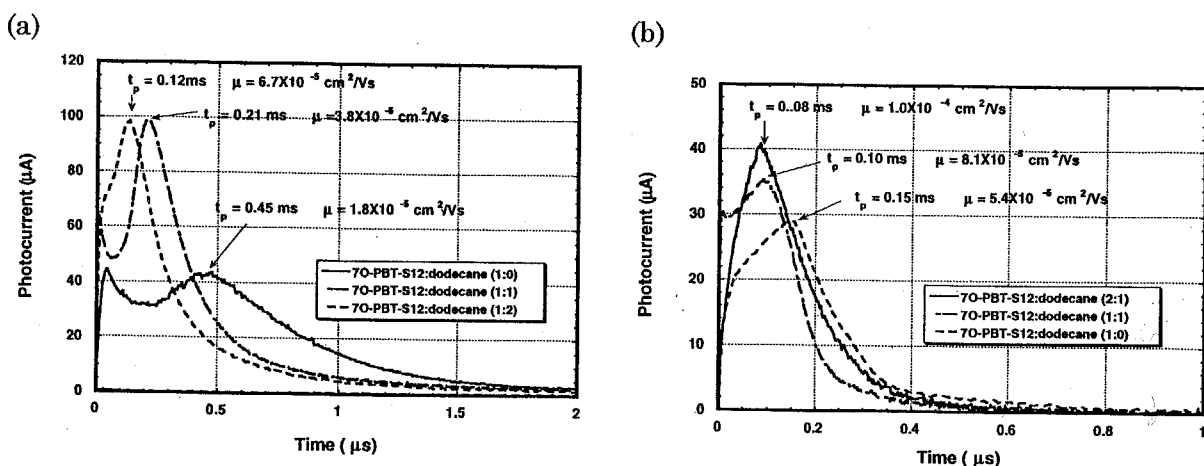 (a)
120
100
80
60
40
20
0
Photocurrent (μA)
t p = 0.12ms μ = 6.7X10 -5 cm 2/Vs
t p = 0.21 ms μ =3.8X10 -5 cm 2/Vs
t p = 0.45 ms μ = 1.8X10 -5 cm 2/Vs
7O-PBT-S12:dodecane (1:0)
7O-PBT-S12:dodecane (1:1)
7O-PBT-S12:dodecane (1:2)
0 0.5 1 1.5 2
Time ( μs)
(b)
50
40
30
20
10
0
Photocurrent (μA)
t p = 0..08 ms μ = 1.0X10 -4 cm 2/Vs
t p = 0.10 ms μ = 8.1X10 -5 cm 2/Vs
t p = 0.15 ms μ = 5.4X10 -5 cm 2/Vs
7O-PBT-S12:dodecane (2:1)
7O-PBT-S12:dodecane (1:1)
7O-PBT-S12:dodecane (1:0)
0 0.2 0.4 0.6 0.8 1
Time ( μs)